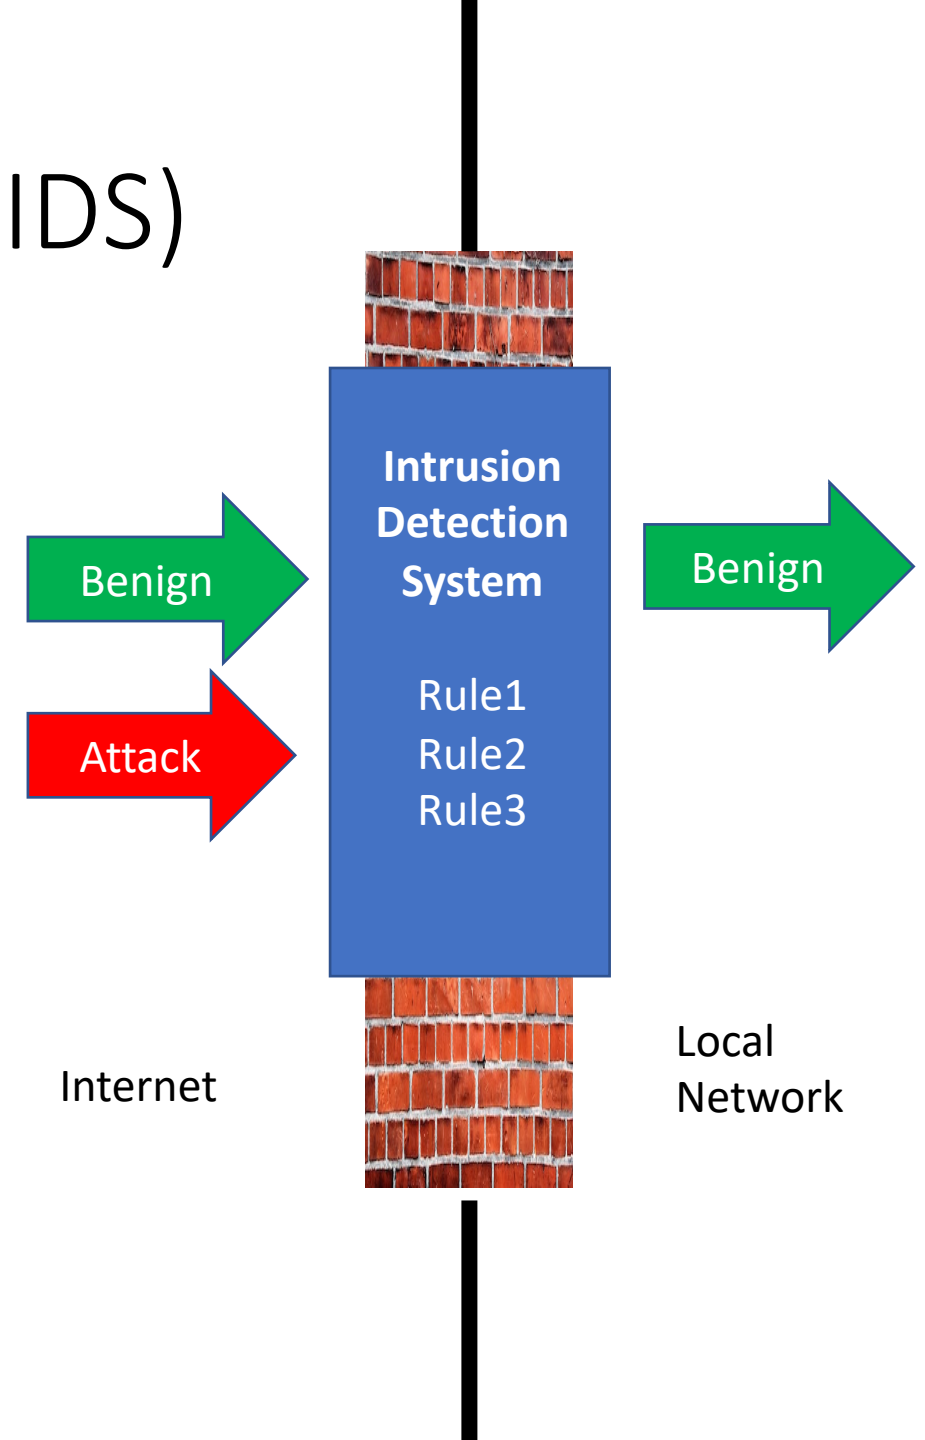 IDS)
Intrusion
Detection
System
Benign
Benign
Rule1
Attack
Rule2
Rule3
Internet
Local
Network